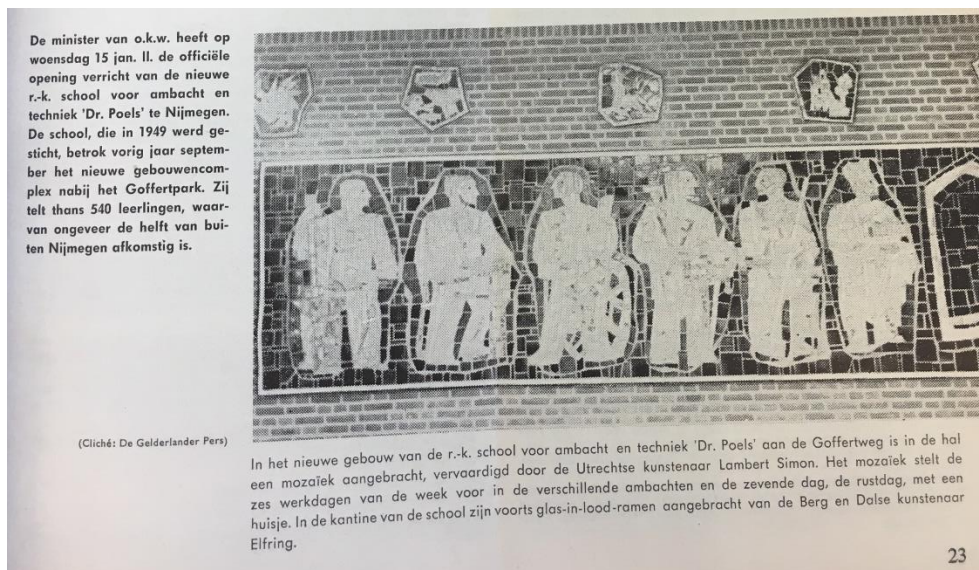 De minister van o.k.w. heeft op
woensdag 15 jan. ll. de officiële
opening verricht van de nieuwe
r.-k. school voor ambacht en
techniek 'Dr. Poels' te Nijmegen.
De school, die in 1949 werd ge-
sticht, betrok vorig jaar septem-
ber het nieuwe gebouwencom-
plex nabij het Goffertpark. Zij
telt thans 540 leerlingen, waar-
van ongeveer de helft van bui-
ten Nijmegen afkomstig is.
(Cliché: De Gelderlander Pers)
In het nieuwe gebouw van de r.-k. school voor ambacht en techniek 'Dr. Poels' aan de Goffertweg is in de hal
een mozaïek aangebracht, vervaardigd door de Utrechtse kunstenaar Lambert Simon. Het mozaïek stelt de
zes werkdagen van de week voor in de verschillende ambachten en de zevende dag, de rustdag, met een
huisje. In de kantine van de school zijn voorts glas-in-lood-ramen aangebracht van de Berg en Dalse kunstenaar
Elfring.
23